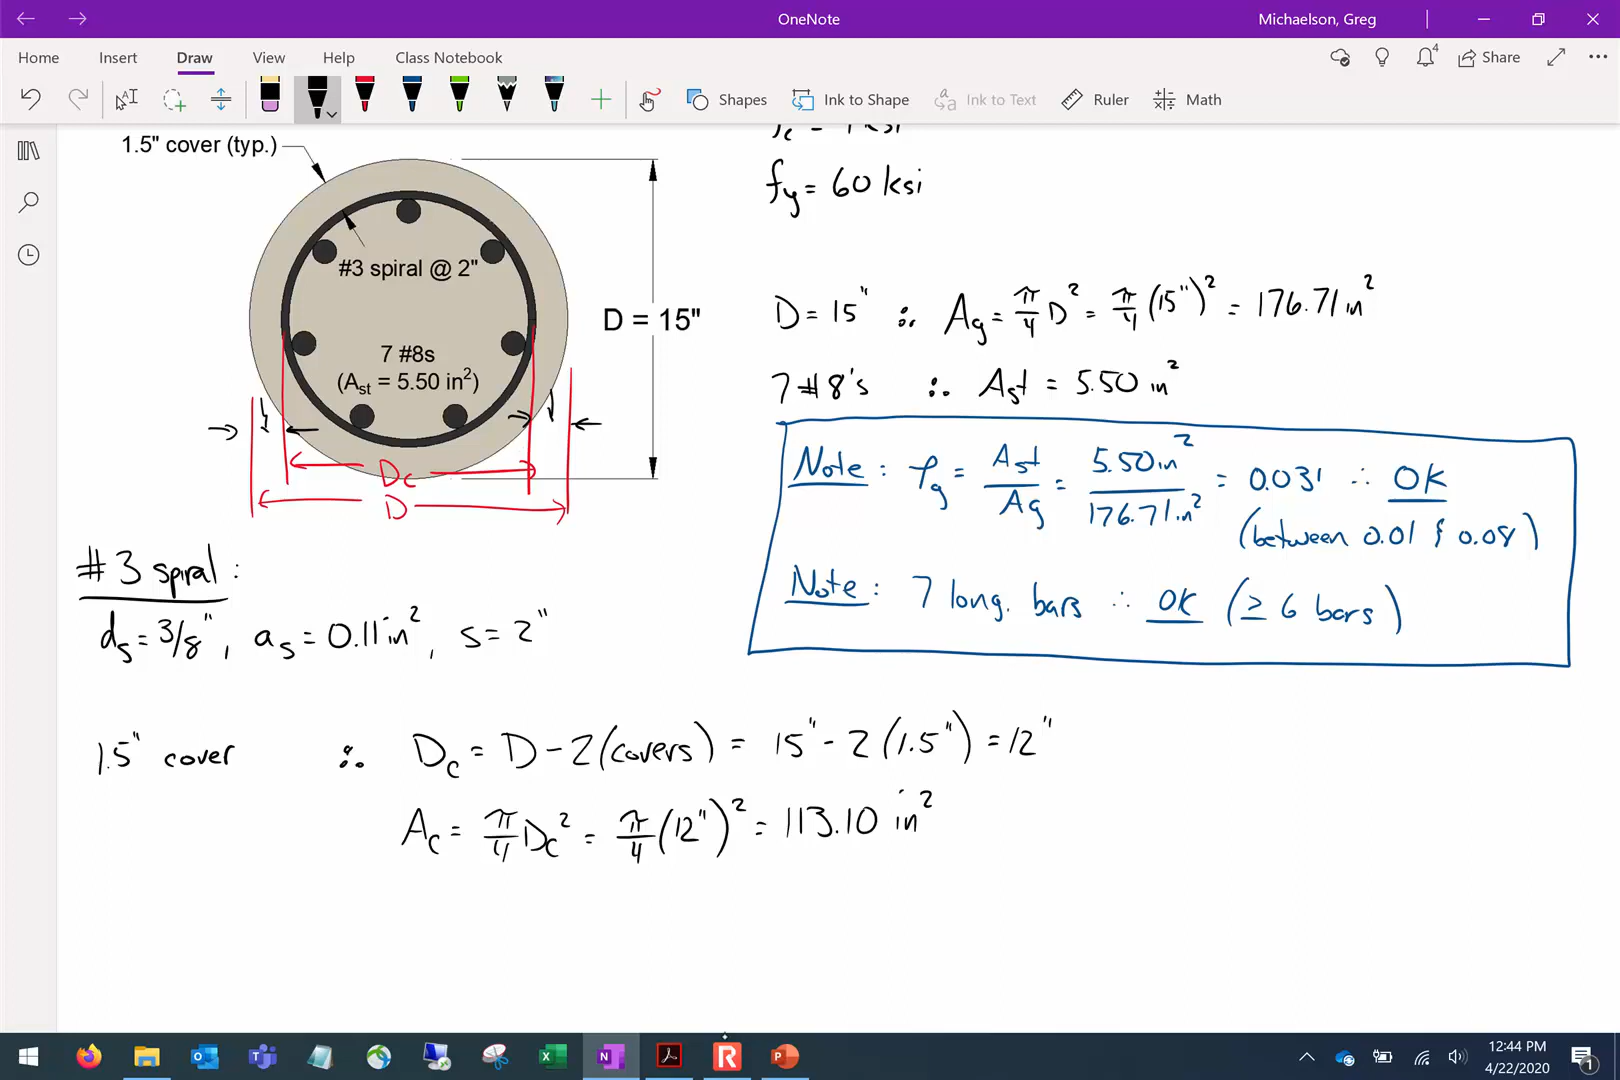 OneNote
Michaelson, Greg
Home Insert Draw View Help Class Notebook
4
Share
Shapes Ink to Shape Ink to Text Ruler Math
1.5" cover (typ.)
#3 spiral @ 2"
7 #8s
(Ast = 5.50 in²)
D = 15"
Dc
D
fy = 60 ksi
D = 15" ∴ Ag = π/4 D² = π/4 (15")² = 176.71 in²
7 #8's ∴ Ast = 5.50 in²
Note: ρg = Ast/Ag = 5.50 in²/176.71 in² = 0.031 ∴ OK
(between 0.01 & 0.08)
Note: 7 long. bars ∴ OK (≥ 6 bars)
#3 spiral:
ds = 3/8", as = 0.11 in², s = 2"
1.5" cover ∴ Dc = D - 2(covers) = 15" - 2(1.5") = 12"
Ac = π/4 Dc² = π/4 (12")² = 113.10 in²
12:44 PM
4/22/2020
1